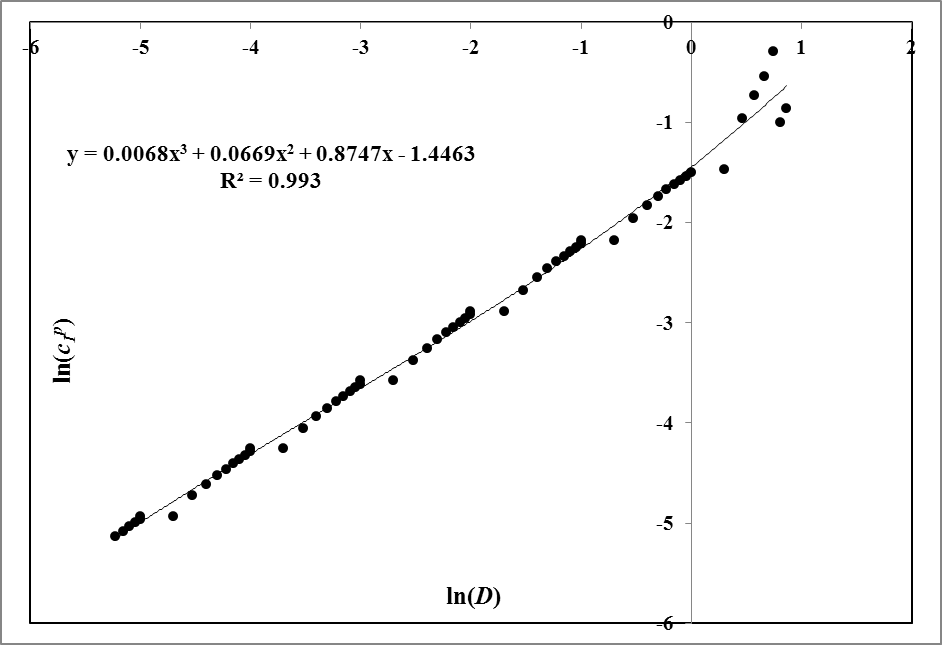 -0
-6 -5 -4 -3 -2 -1 0 1 2
-1
y = 0.0068x³ + 0.0669x² + 0.8747x - 1.4463
R² = 0.993
-2
-3
ln(c₁ᵖ)
-4
-5
ln(D)
-6